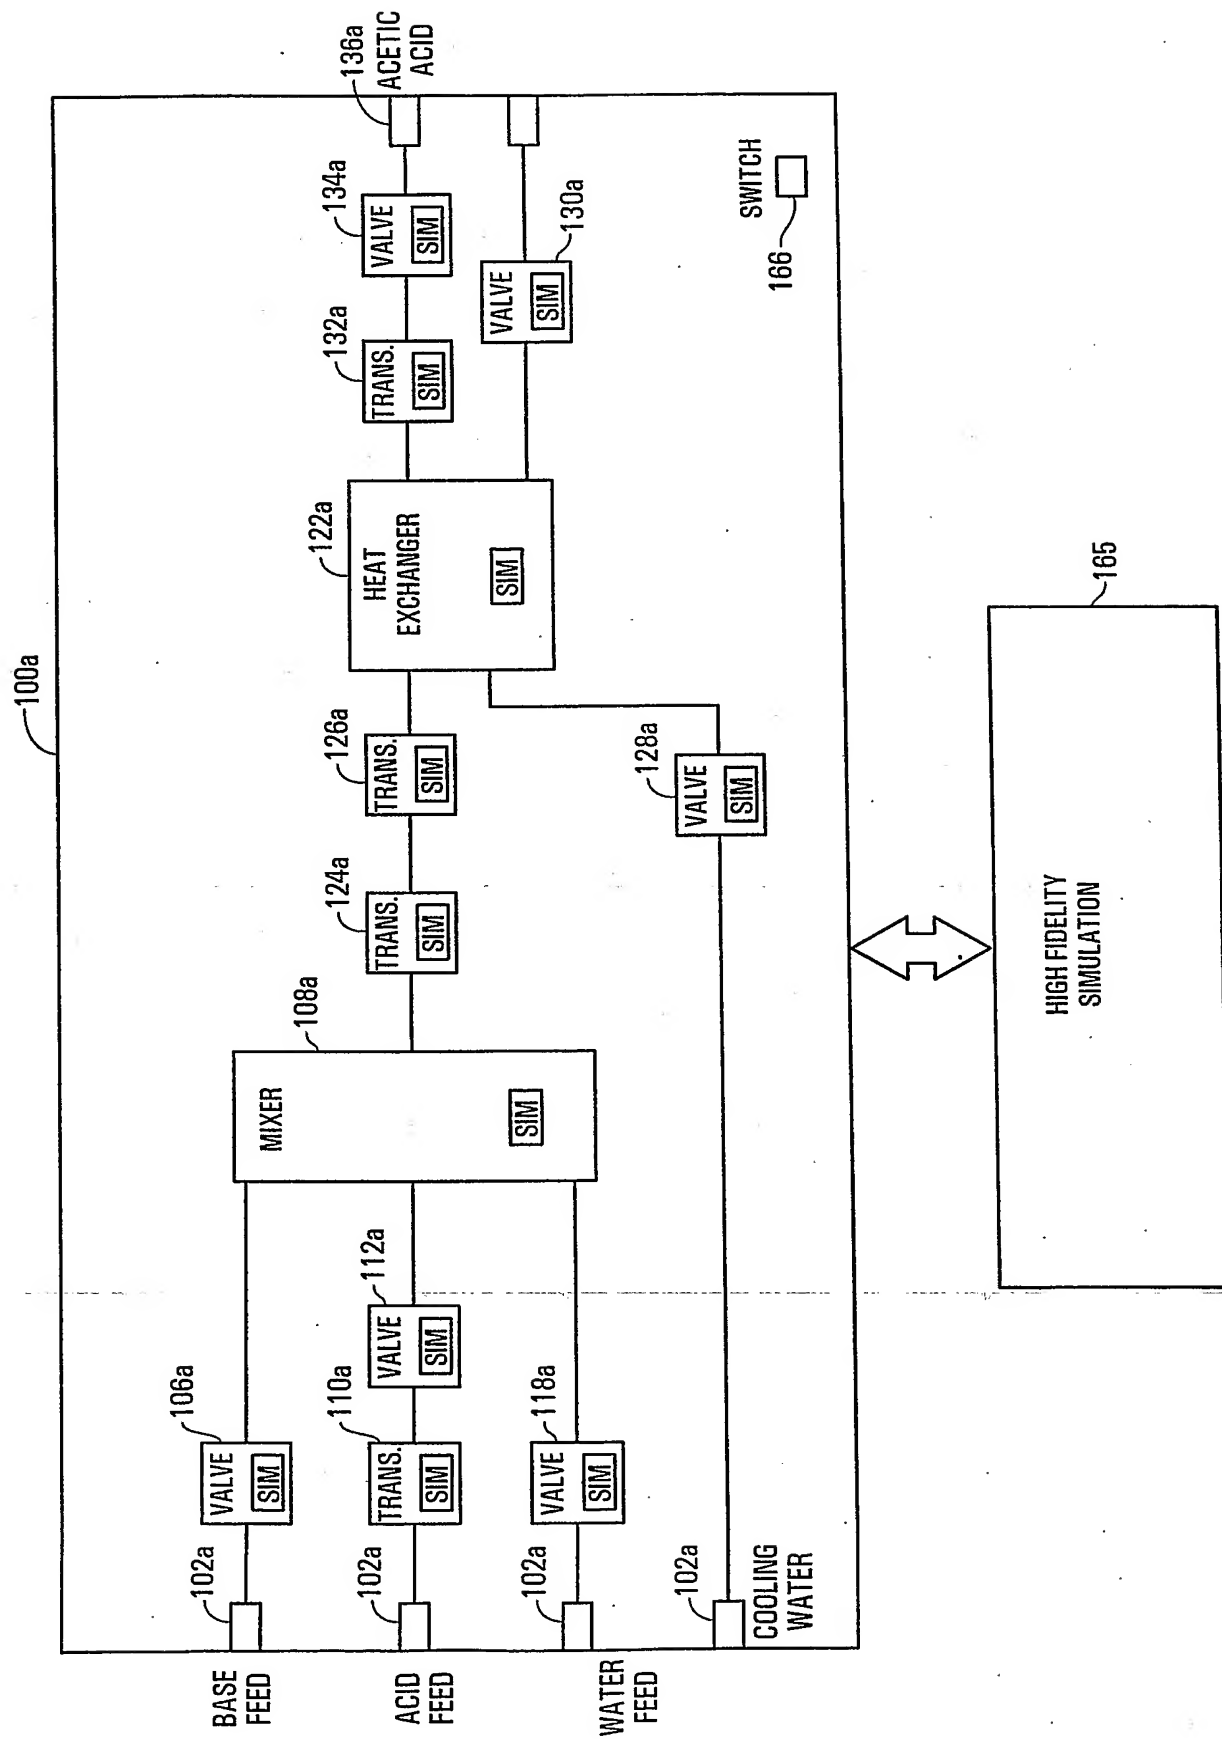 100a
BASE
FEED
102a
106a
VALVE
SIM
ACID
FEED
102a
110a
TRANS.
SIM
112a
VALVE
SIM
WATER
FEED
102a
118a
VALVE
SIM
102a
COOLING
WATER
108a
MIXER
SIM
124a
TRANS.
SIM
126a
TRANS.
SIM
128a
VALVE
SIM
122a
HEAT
EXCHANGER
SIM
132a
TRANS.
SIM
134a
VALVE
SIM
136a
ACETIC
ACID
VALVE
SIM
130a
SWITCH
166
165
HIGH FIDELITY
SIMULATION